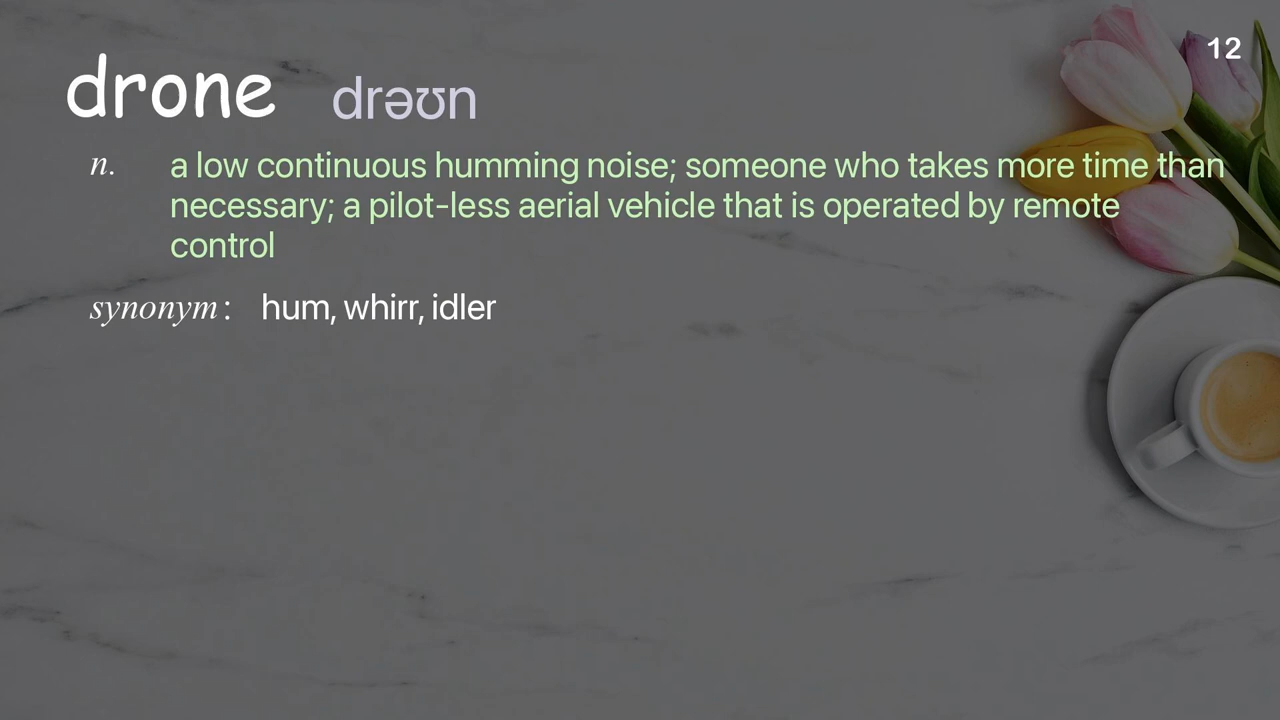 12
drone drəʊn
n. a low continuous humming noise; someone who takes more time than
necessary; a pilot-less aerial vehicle that is operated by remote
control
synonym: hum, whirr, idler